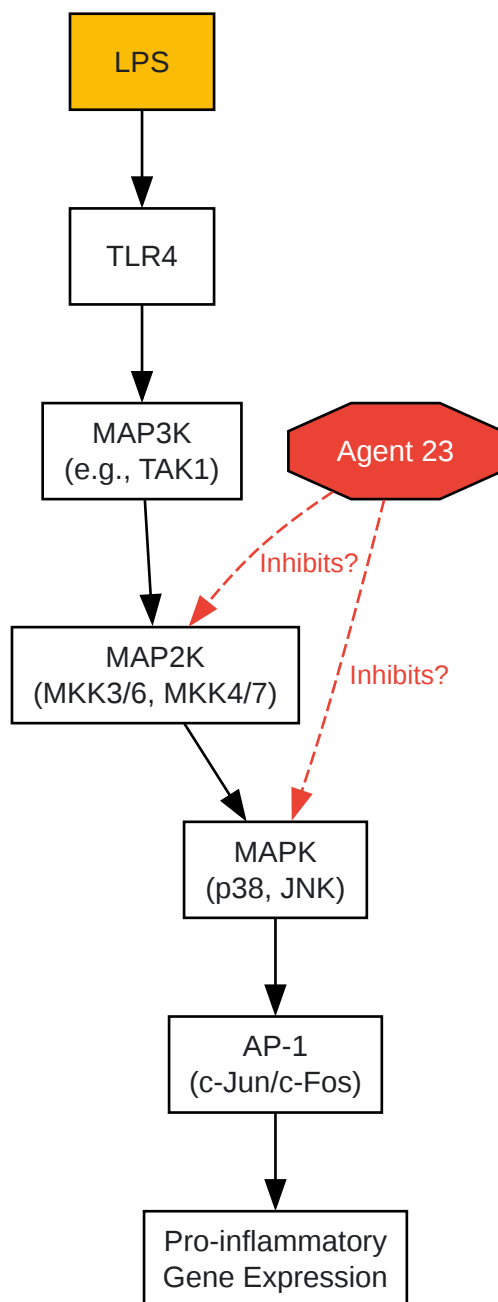 LPS
TLR4
MAP3K
(e.g., TAK1)
Agent 23
Inhibits?
MAP2K
(MKK3/6, MKK4/7)
Inhibits?
MAPK
(p38, JNK)
AP-1
(c-Jun/c-Fos)
Pro-inflammatory
Gene Expression